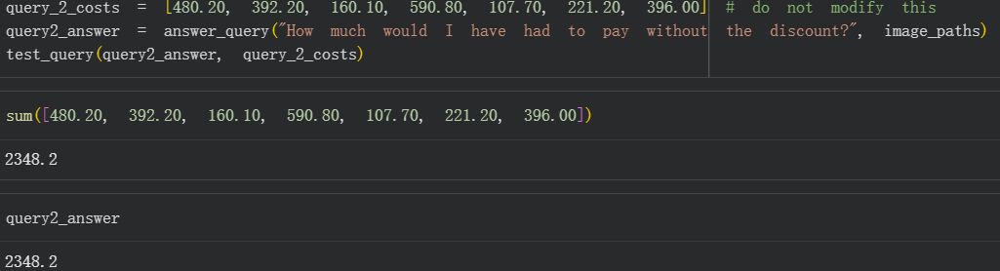 query_2_costs = [480.20, 392.20, 160.10, 590.80, 107.70, 221.20, 396.00] # do not modify this
query2_answer = answer_query("How much would I have had to pay without the discount?", image_paths)
test_query(query2_answer, query_2_costs)
sum([480.20, 392.20, 160.10, 590.80, 107.70, 221.20, 396.00])
2348.2
query2_answer
2348.2